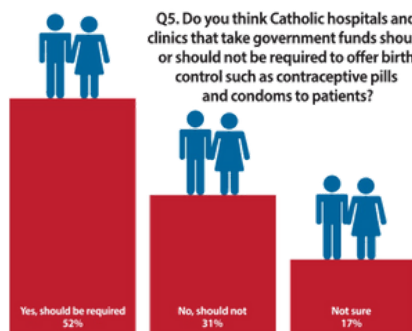 Q5. Do you think Catholic hospitals and
clinics that take government funds shoul
or should not be required to offer birth
control such as contraceptive pills
and condoms to patients?
Yes, should be required
52%
No, should not
31%
Not sure
17%